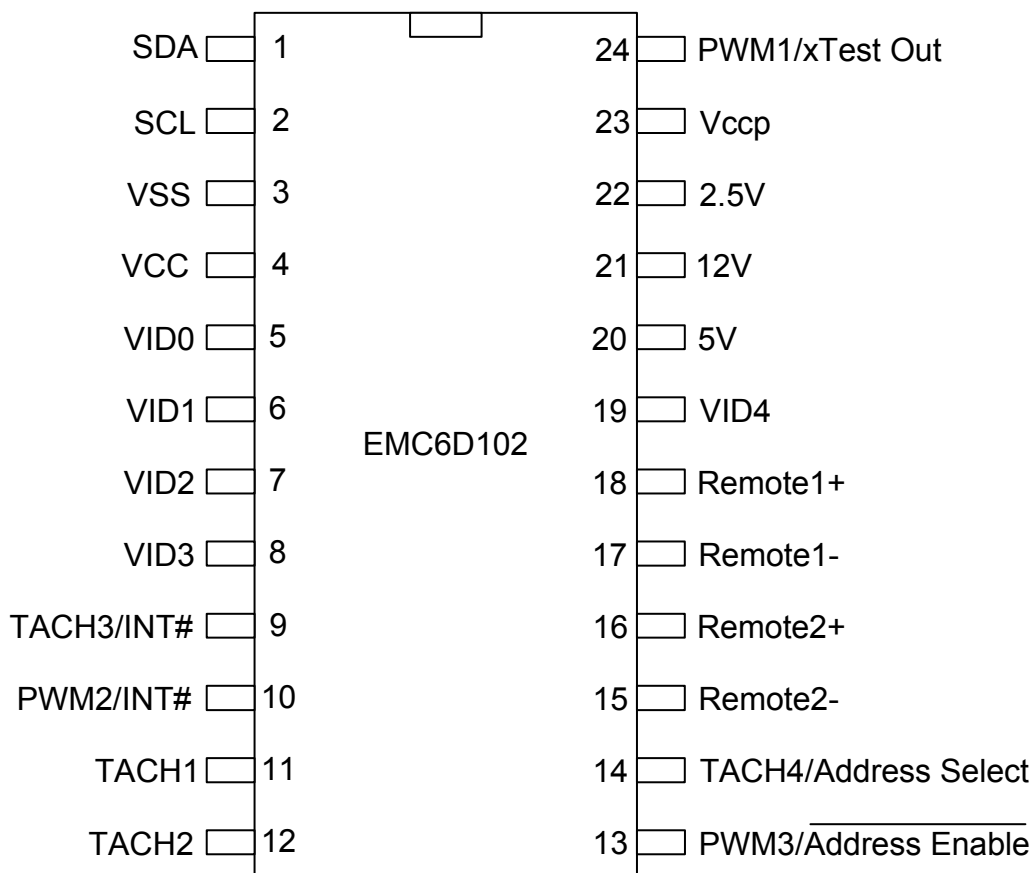 SDA 1 24 PWM1/xTest Out
SCL 2 23 Vccp
VSS 3 22 2.5V
VCC 4 21 12V
VID0 5 20 5V
VID1 6 19 VID4
EMC6D102
VID2 7 18 Remote1+
VID3 8 17 Remote1-
TACH3/INT# 9 16 Remote2+
PWM2/INT# 10 15 Remote2-
TACH1 11 14 TACH4/Address Select
TACH2 12 13 PWM3/Address Enable